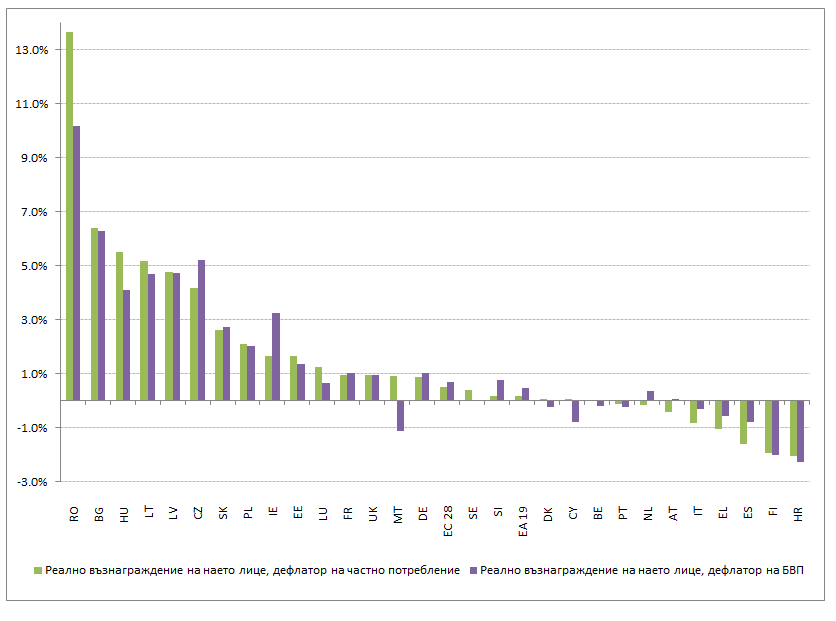 13.0%
11.0%
9.0%
7.0%
5.0%
3.0%
1.0%
-1.0%
-3.0%
RO
BG
HU
LT
LV
CZ
SK
PL
IE
EE
LU
FR
UK
MT
DE
ЕС 28
SE
SI
EA 19
DK
CY
BE
PT
NL
AT
IT
EL
ES
FI
HR
Реално възнаграждение на наето лице, дефлатор на частно потребление
Реално възнаграждение на наето лице, дефлатор на БВП